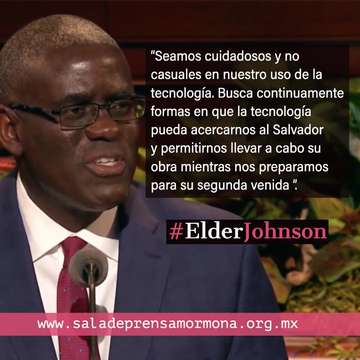 “Seamos cuidadosos y no
casuales en nuestro uso de la
tecnología. Busca continuamente
formas en que la tecnología
pueda acercarnos al Salvador
y permitirnos llevar a cabo su
obra mientras nos preparamos
para su segunda venida ”.
#ElderJohnson
www.saladeprensamormona.org.mx